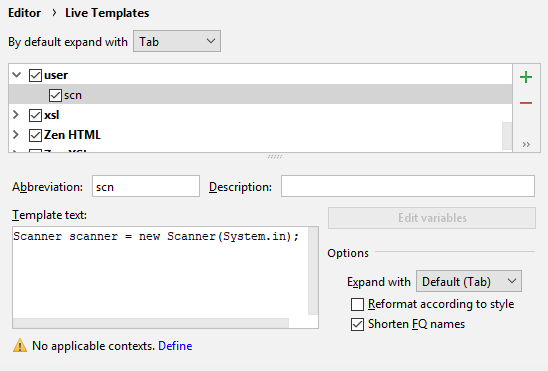 Editor › Live Templates
By default expand with Tab
user
scn
xsl
Zen HTML
Zen XSL
Abbreviation: scn Description:
Template text:
Edit variables
Scanner scanner = new Scanner(System.in);
Options
Expand with Default (Tab)
Reformat according to style
Shorten FQ names
No applicable contexts. Define